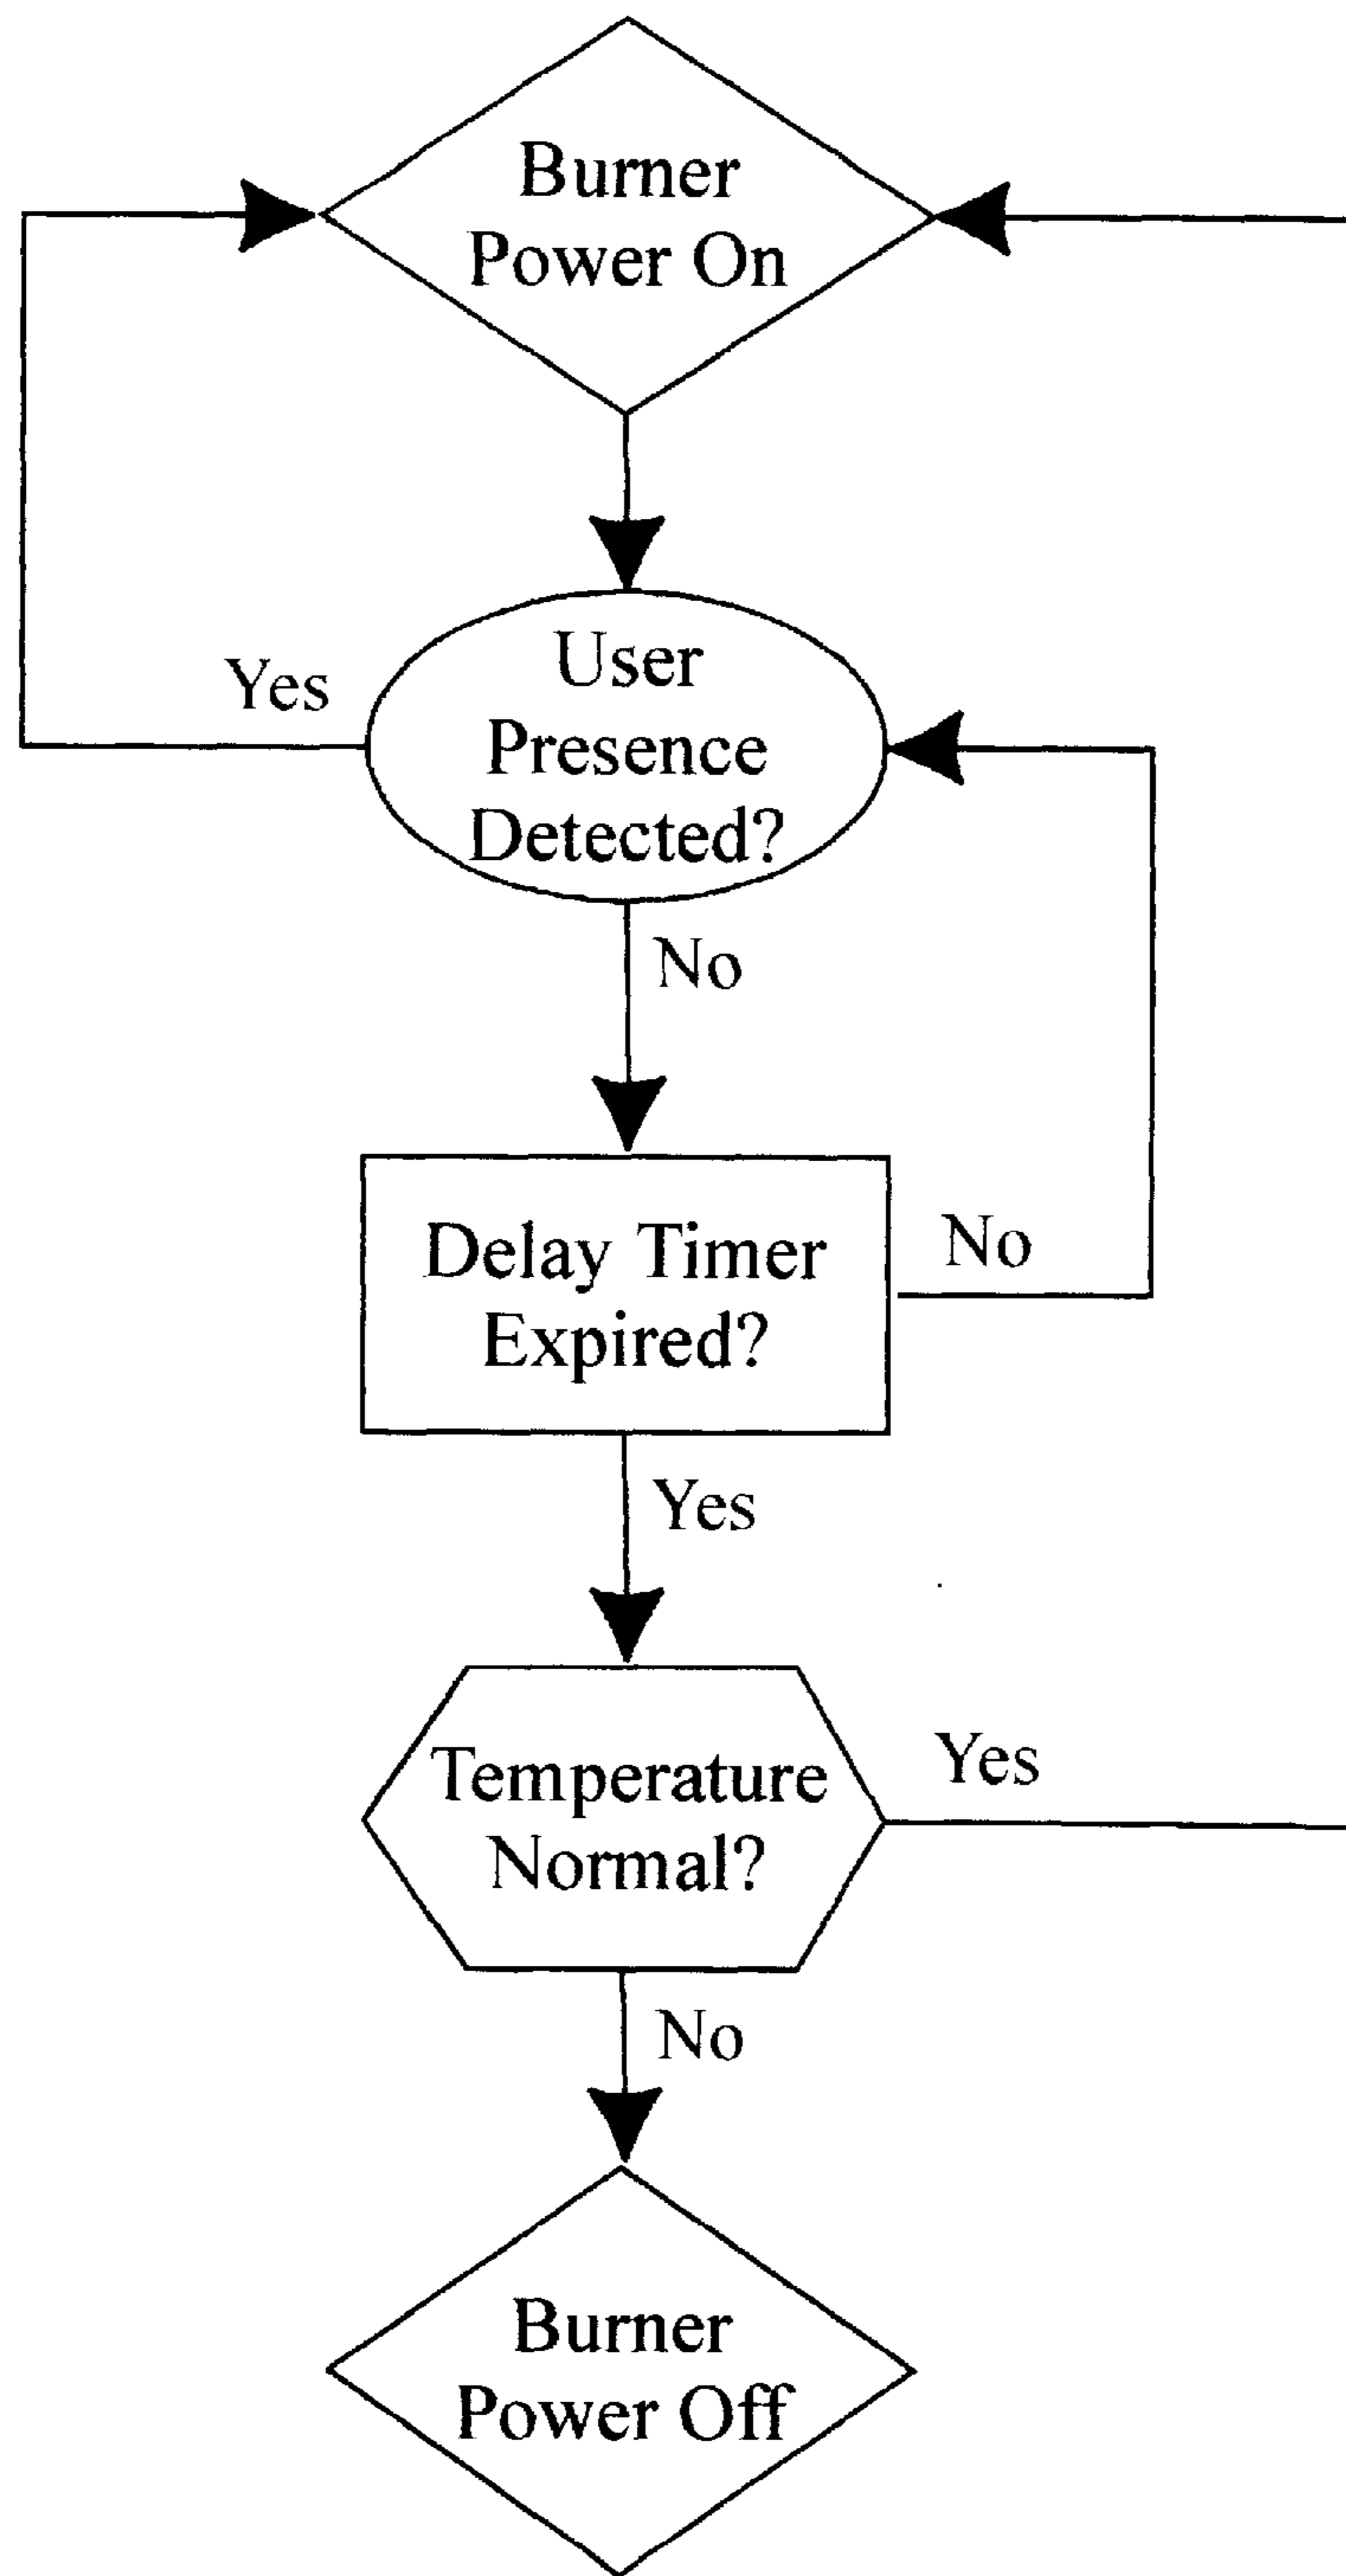 Burner
Power On
User
Presence
Detected?
Yes
No
Delay Timer
Expired?
No
Yes
Temperature
Normal?
Yes
No
Burner
Power Off